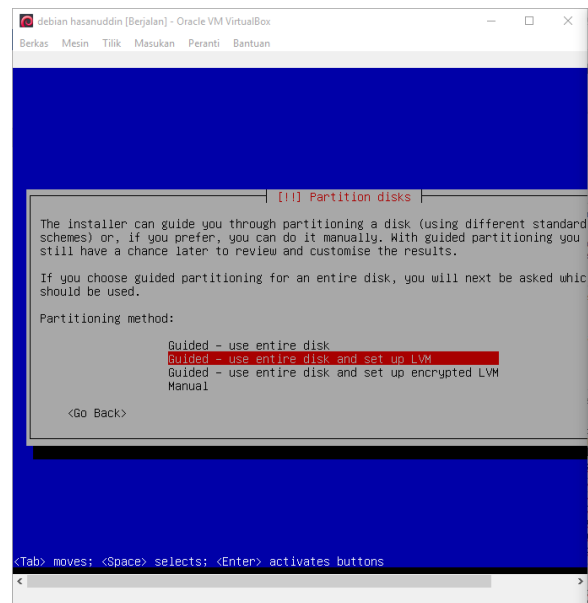 debian hasanuddin [Berjalan] - Oracle VM VirtualBox
Berkas Mesin Tilik Masukan Peranti Bantuan
[!!] Partition disks
The installer can guide you through partitioning a disk (using different standard
schemes) or, if you prefer, you can do it manually. With guided partitioning you
still have a chance later to review and customise the results.
If you choose guided partitioning for an entire disk, you will next be asked whic
should be used.
Partitioning method:
Guided - use entire disk
Guided - use entire disk and set up LVM
Guided - use entire disk and set up encrypted LVM
Manual
<Go Back>
<Tab> moves; <Space> selects; <Enter> activates buttons